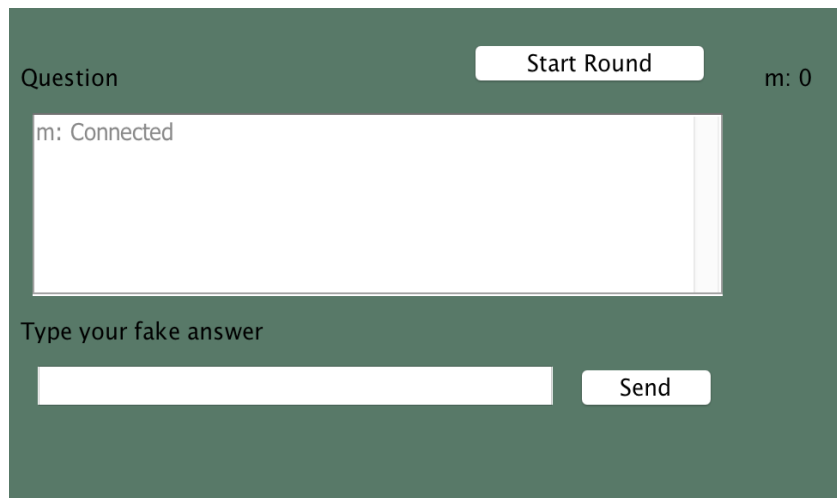 Start Round
Question
m: 0
m: Connected
Type your fake answer
Send